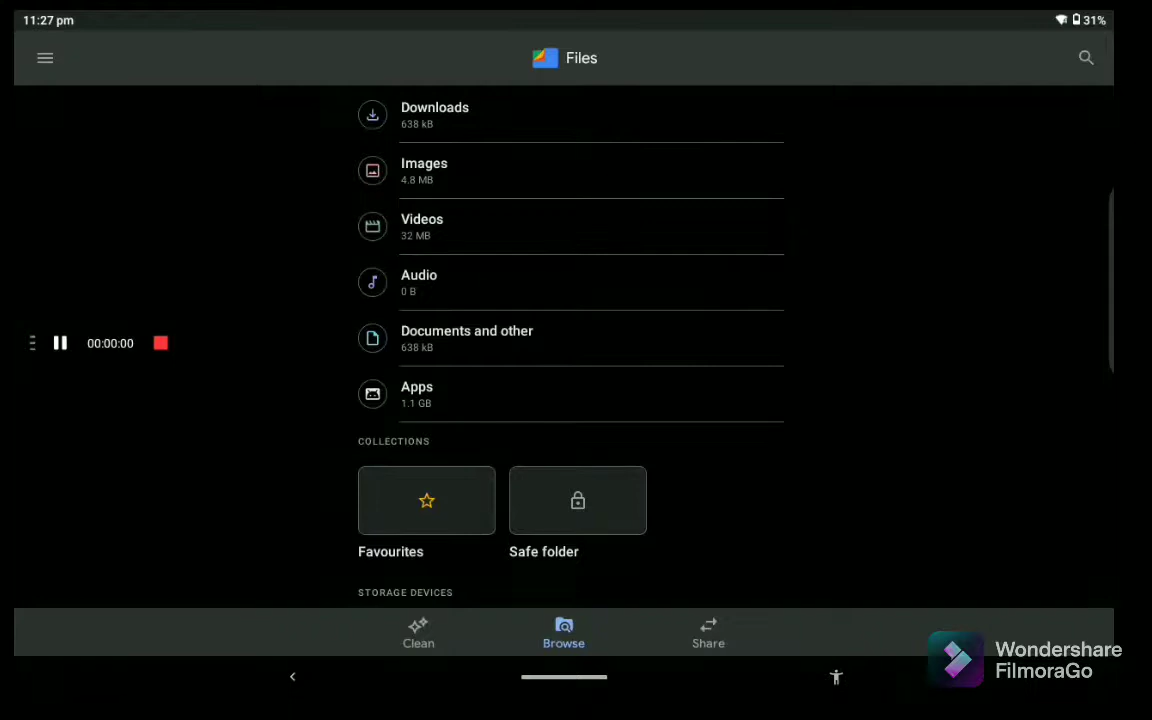 11:27 pm
31%
Files
Downloads
638 kB
Images
4.8 MB
Videos
32 MB
Audio
0 B
Documents and other
638 kB
Apps
1.1 GB
00:00:00
COLLECTIONS
Favourites
Safe folder
STORAGE DEVICES
Clean
Browse
Share
Wondershare
FilmoraGo